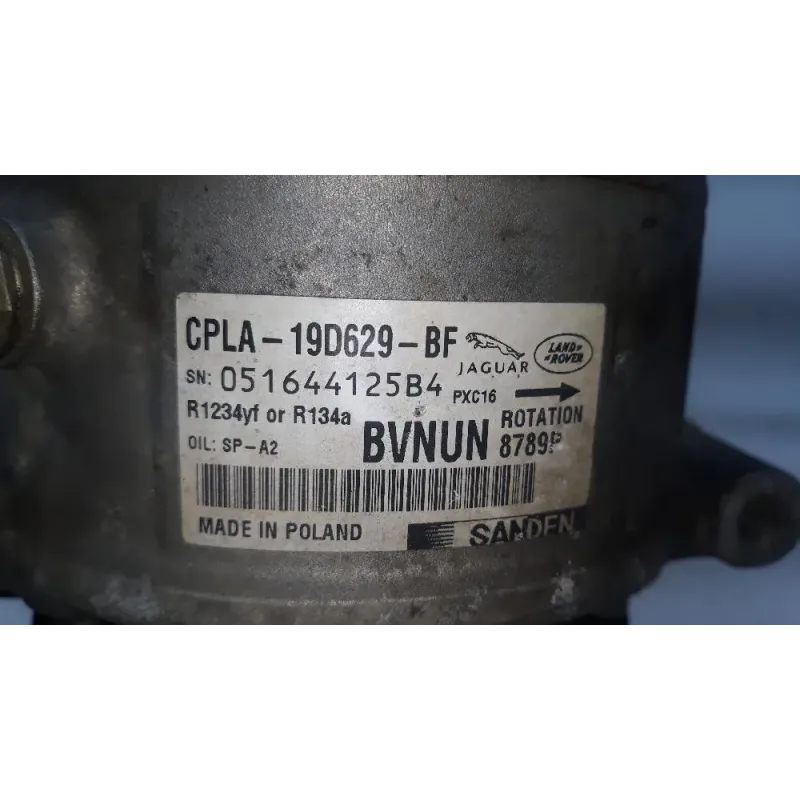 CPLA-19D629-BF JAGUAR LAND ROVER
SN: 051644125B4 PXC16
R1234yf or R134a ROTATION
OIL: SP-A2 BVNUN 8789P
MADE IN POLAND SANDEN